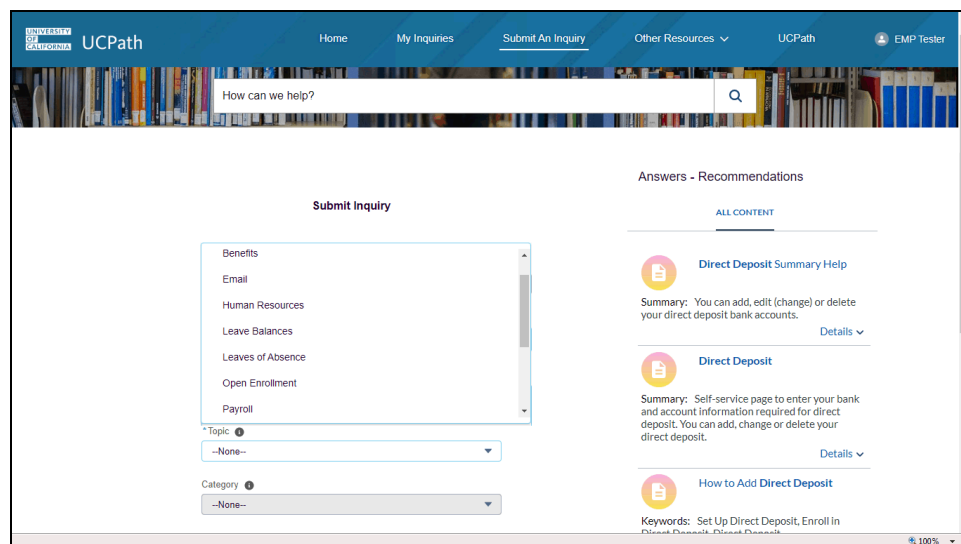 UNIVERSITY
OF
CALIFORNIA
UCPath
Home
My Inquiries
Submit An Inquiry
Other Resources
UCPath
EMP Tester
How can we help?
Submit Inquiry
Benefits
Email
Human Resources
Leave Balances
Leaves of Absence
Open Enrollment
Payroll
*Topic
--None--
Category
--None--
Answers - Recommendations
ALL CONTENT
Direct Deposit Summary Help
Summary: You can add, edit (change) or delete
your direct deposit bank accounts.
Details
Direct Deposit
Summary: Self-service page to enter your bank
and account information required for direct
deposit. You can add, change or delete your
direct deposit.
Details
How to Add Direct Deposit
Keywords: Set Up Direct Deposit, Enroll in
Direct Deposit, Direct Deposit
100%